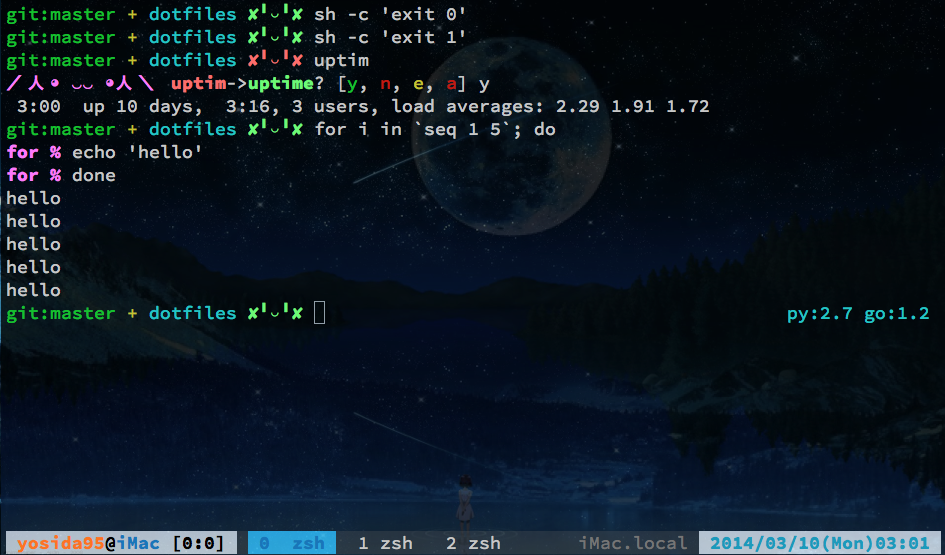 git:master + dotfiles ✘╹◡╹✘ sh -c 'exit 0'
git:master + dotfiles ✘╹◡╹✘ sh -c 'exit 1'
git:master + dotfiles ✘╹◡╹✘ uptim
／人◕ ‿‿ ◕人＼ uptim->uptime? [y, n, e, a] y
 3:00  up 10 days,  3:16, 3 users, load averages: 2.29 1.91 1.72
git:master + dotfiles ✘╹◡╹✘ for i in `seq 1 5`; do
for % echo 'hello'
for % done
hello
hello
hello
hello
hello
git:master + dotfiles ✘╹◡╹✘ py:2.7 go:1.2
yosida95@iMac [0:0] 0 zsh 1 zsh 2 zsh iMac.local 2014/03/10(Mon)03:01